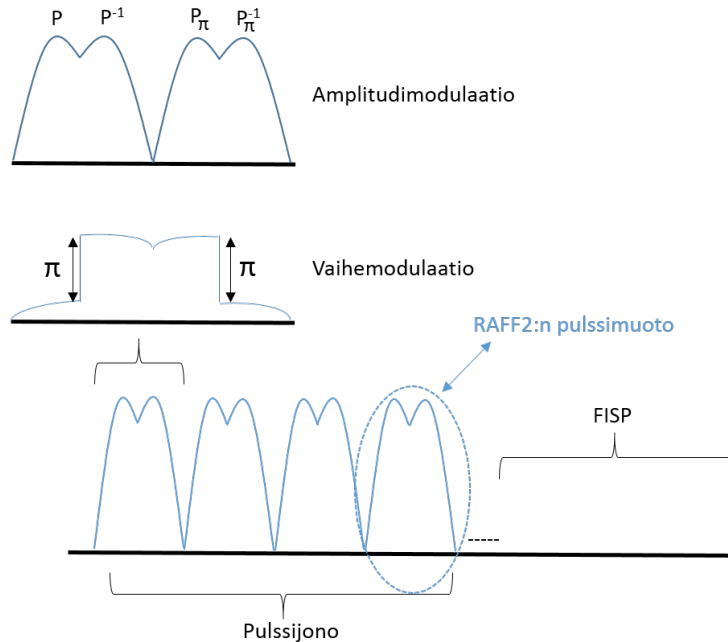 P P⁻¹ Pπ Pπ⁻¹
Amplitudimodulaatio
π π
Vaihemodulaatio
RAFF2:n pulssimuoto
FISP
Pulssijono